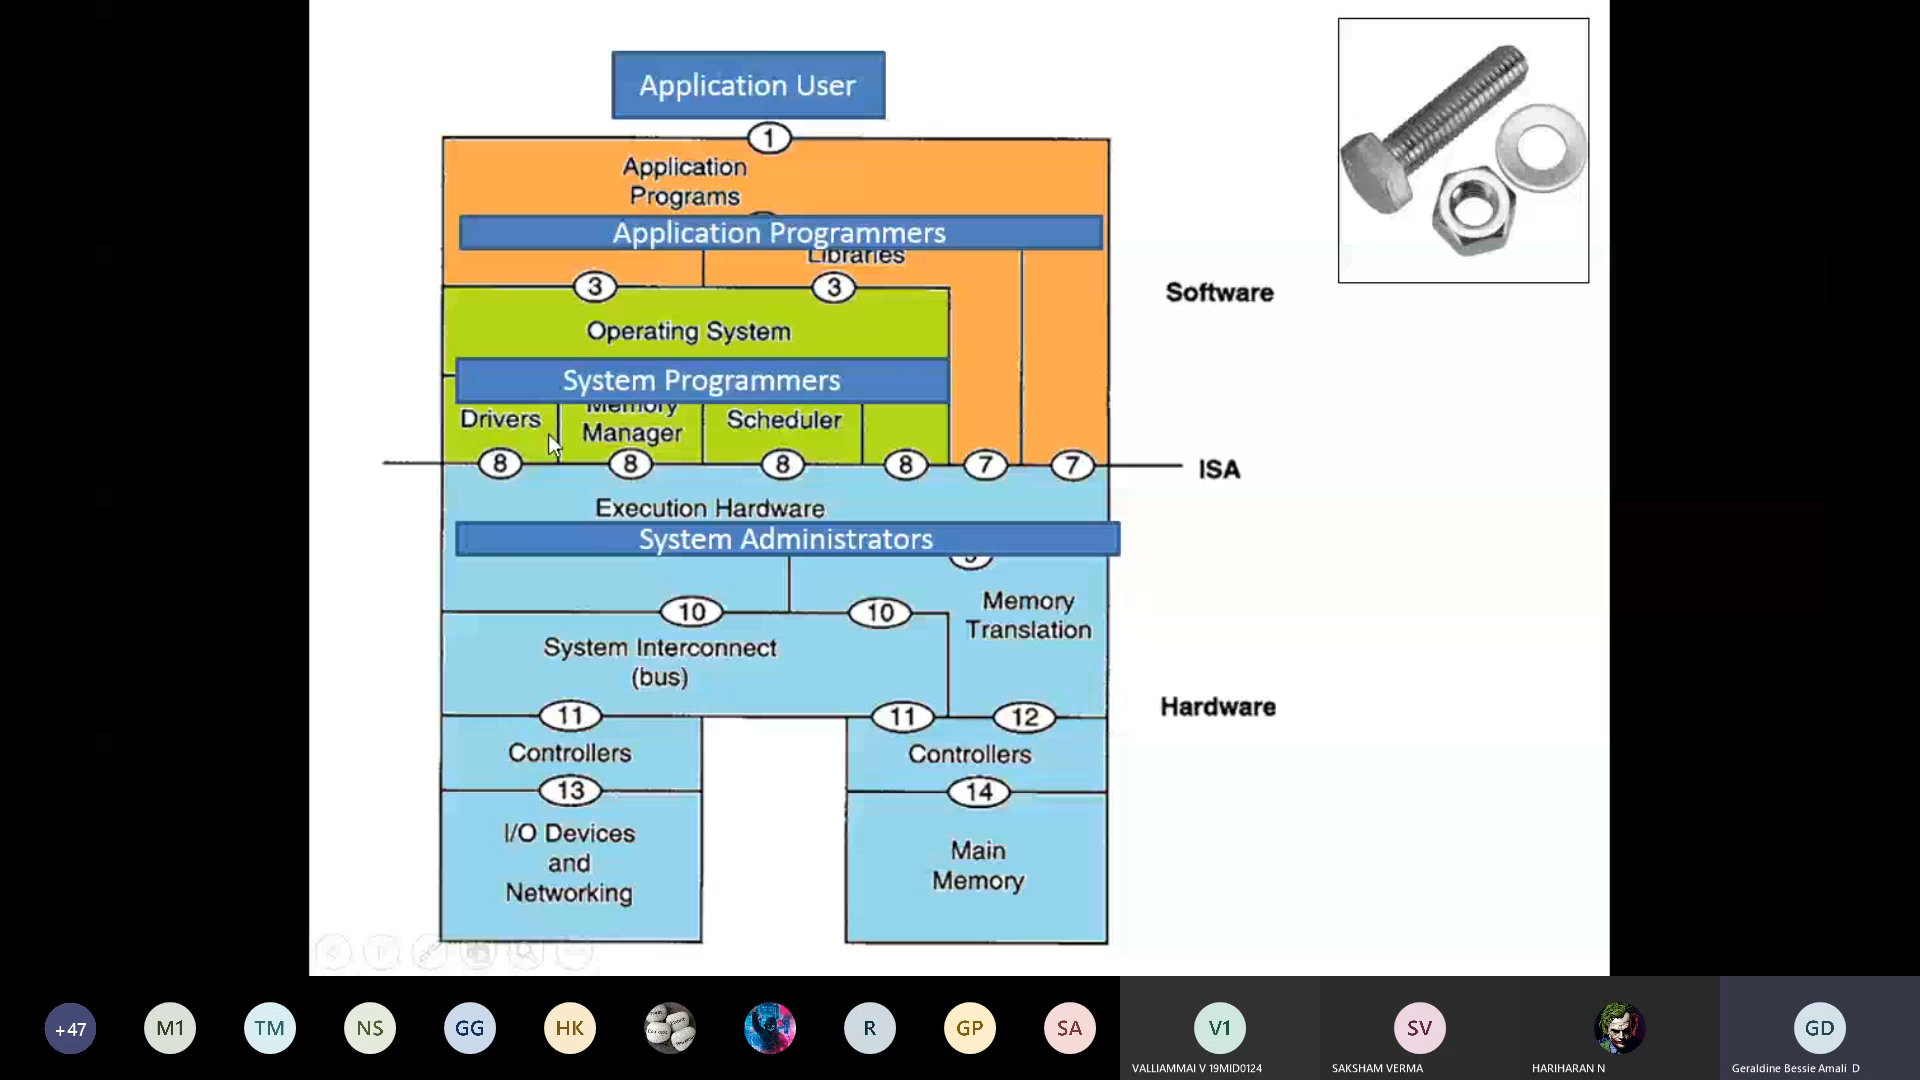 Application User
1
Application
Programs
Application Programmers
Libraries
3
3
Software
Operating System
System Programmers
Drivers
Memory
Manager
Scheduler
8
8
8
8
7
7
ISA
Execution Hardware
System Administrators
Memory
Translation
10
10
System Interconnect
(bus)
Hardware
11
11
12
Controllers
Controllers
13
14
I/O Devices
and
Networking
Main
Memory
+47
M1
TM
NS
GG
HK
R
GP
SA
V1
SV
GD
VALLIAMMAI V 19MID0124
SAKSHAM VERMA
HARIHARAN N
Geraldine Bessie Amali D